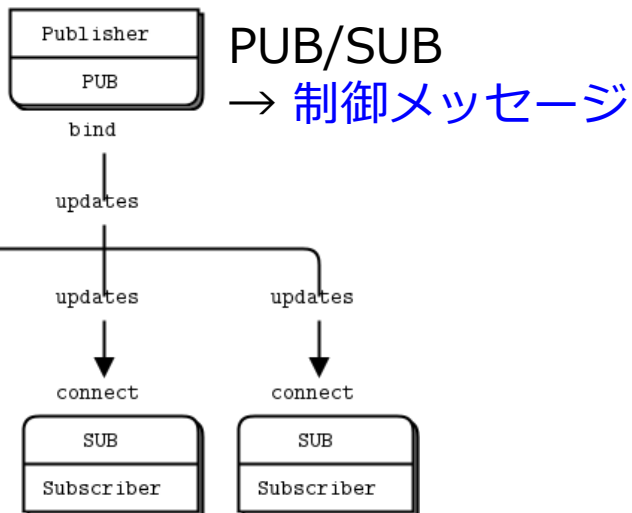 Publisher
PUB
PUB/SUB
→ 制御メッセージ
bind
updates
updates
updates
connect
connect
SUB
SUB
Subscriber
Subscriber